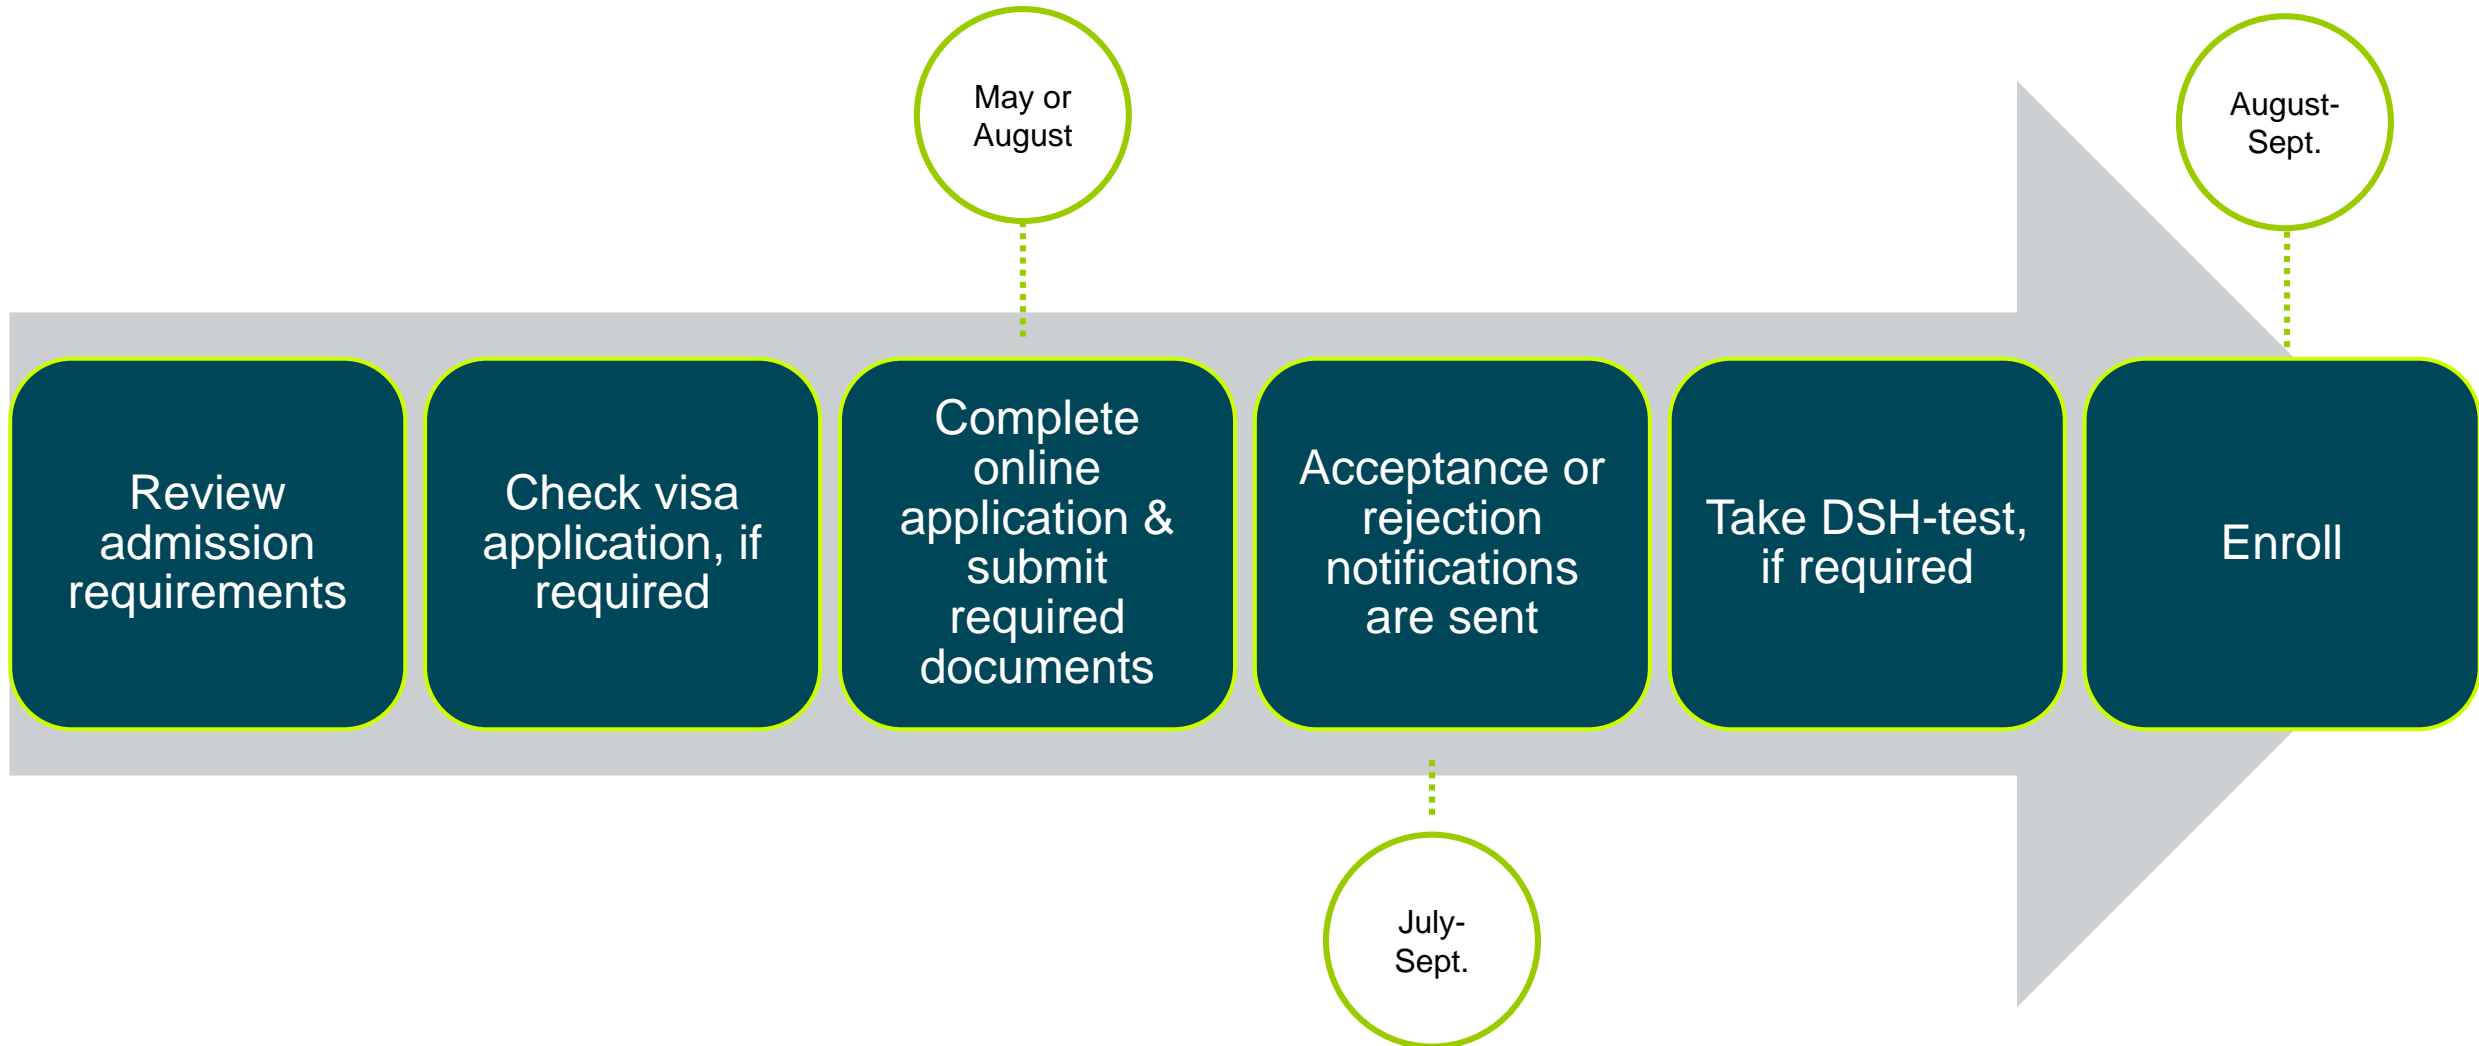 May or
August
August-
Sept.
Review
admission
requirements
Check visa
application, if
required
Complete
online
application &
submit
required
documents
Acceptance or
rejection
notifications
are sent
Take DSH-test,
if required
Enroll
July-
Sept.